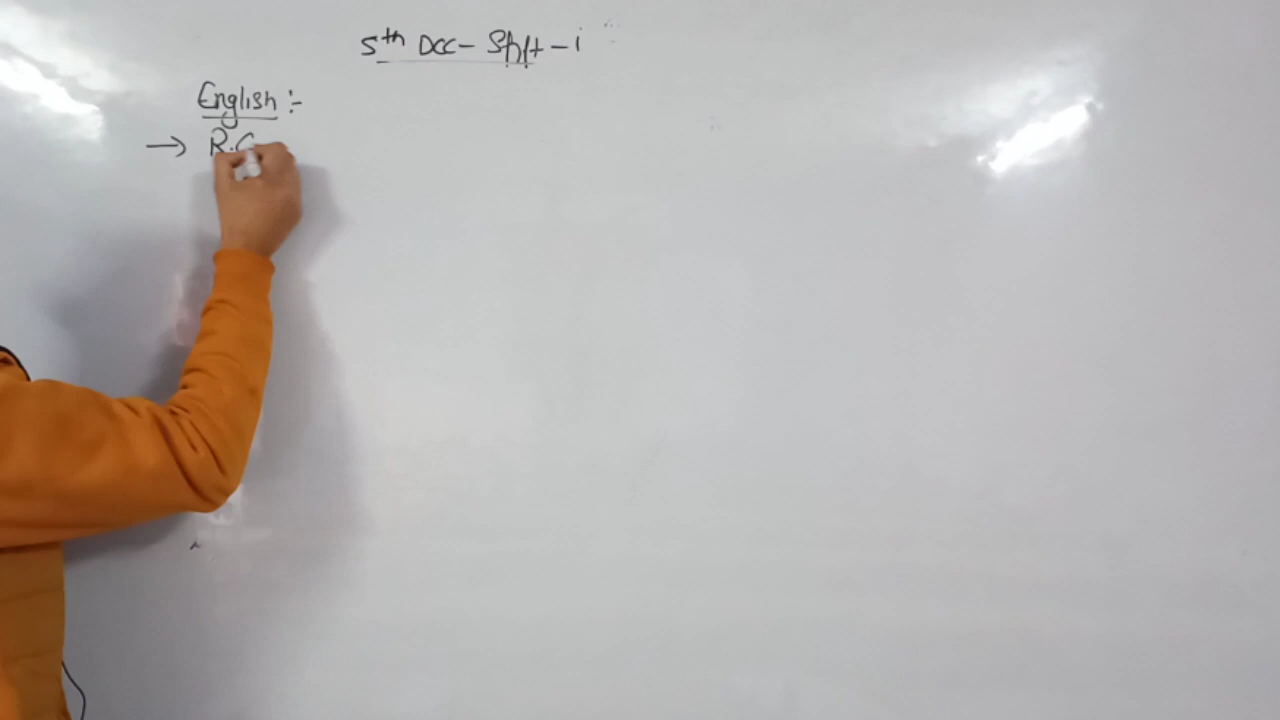 5th Dec - Shift - i
English :-
→ R.C